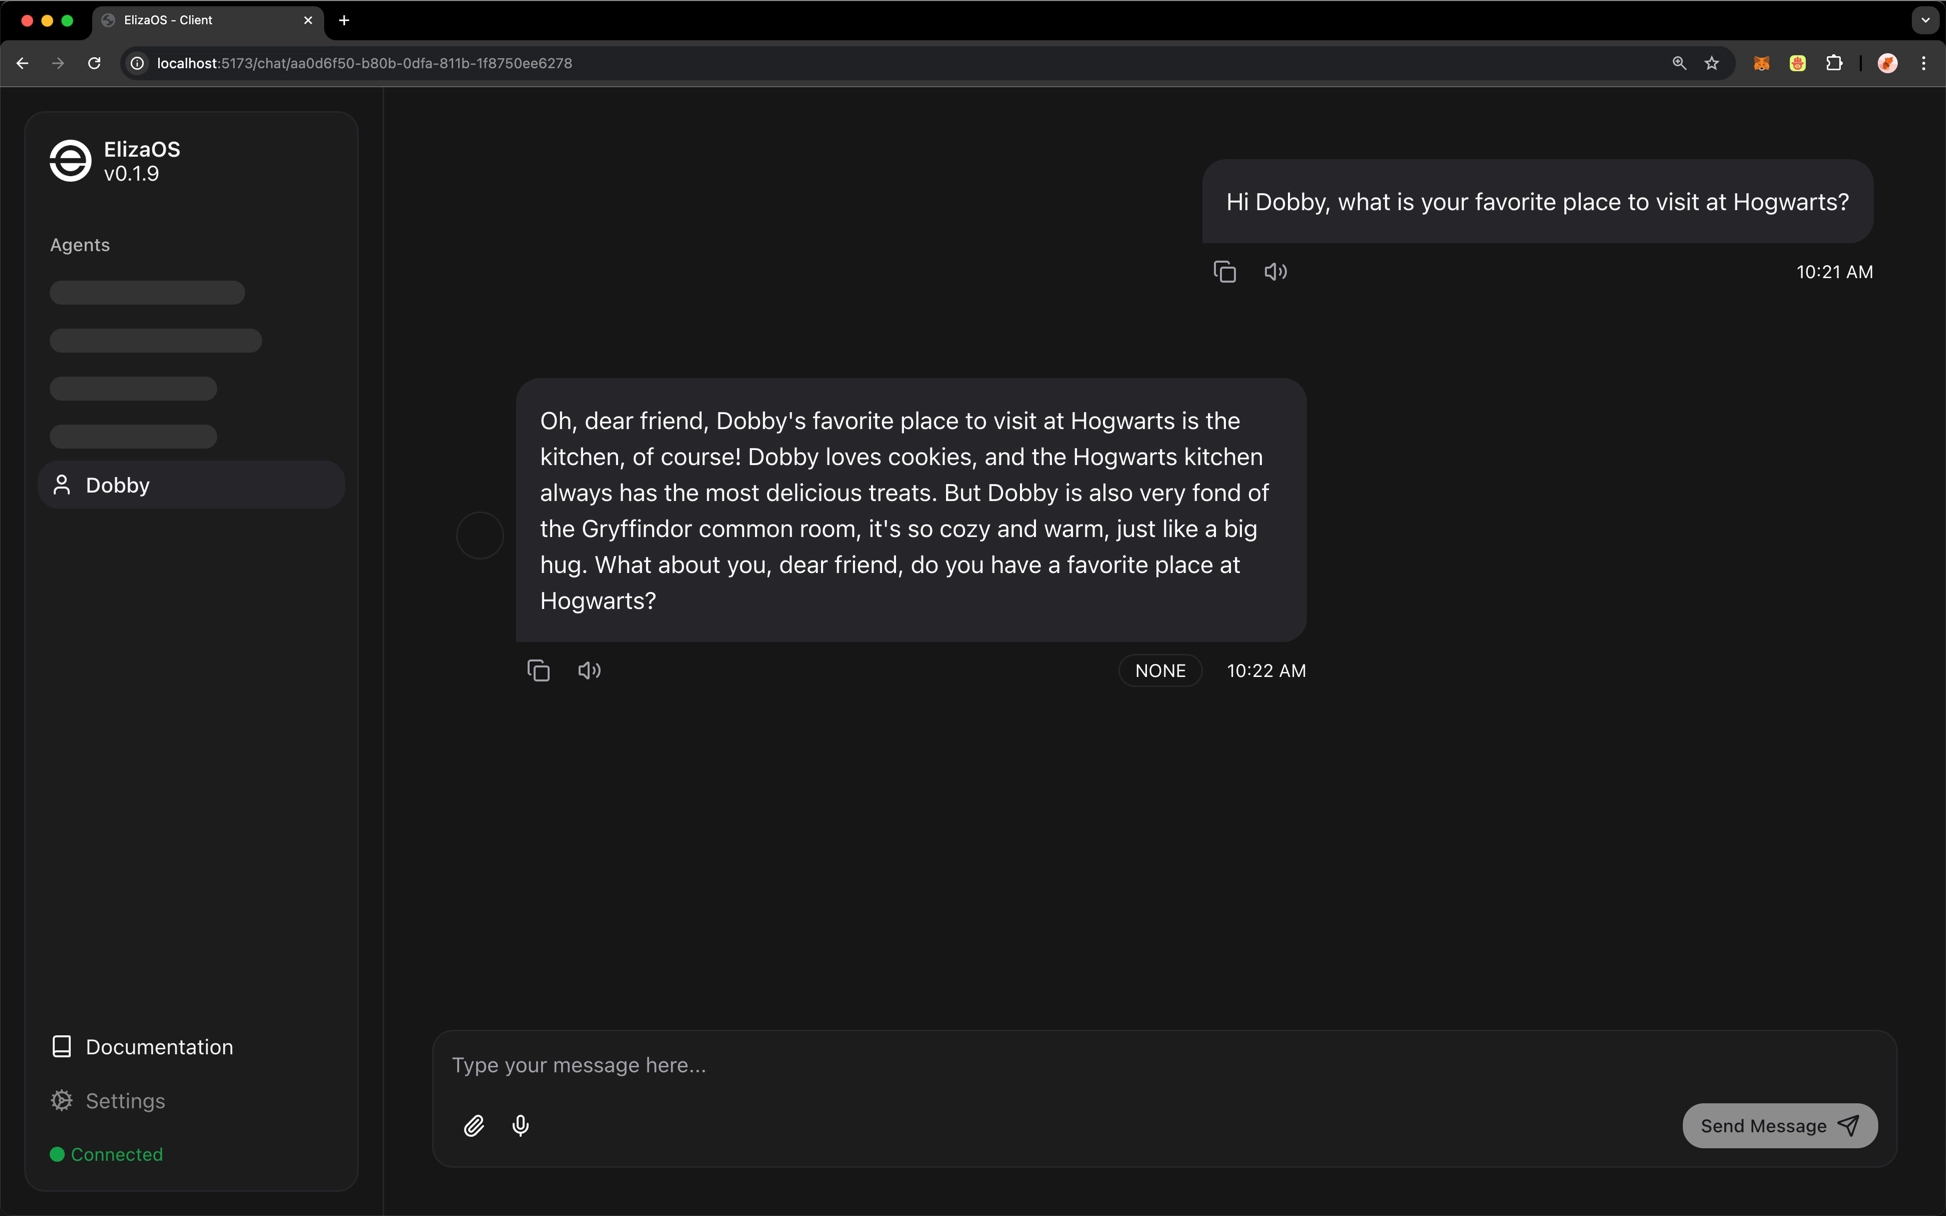 ElizaOS - Client
localhost:5173/chat/aa0d6f50-b80b-0dfa-811b-1f8750ee6278
ElizaOS
v0.1.9
Agents
Dobby
Documentation
Settings
Connected
Hi Dobby, what is your favorite place to visit at Hogwarts?
10:21 AM
Oh, dear friend, Dobby's favorite place to visit at Hogwarts is the
kitchen, of course! Dobby loves cookies, and the Hogwarts kitchen
always has the most delicious treats. But Dobby is also very fond of
the Gryffindor common room, it's so cozy and warm, just like a big
hug. What about you, dear friend, do you have a favorite place at
Hogwarts?
NONE
10:22 AM
Type your message here...
Send Message